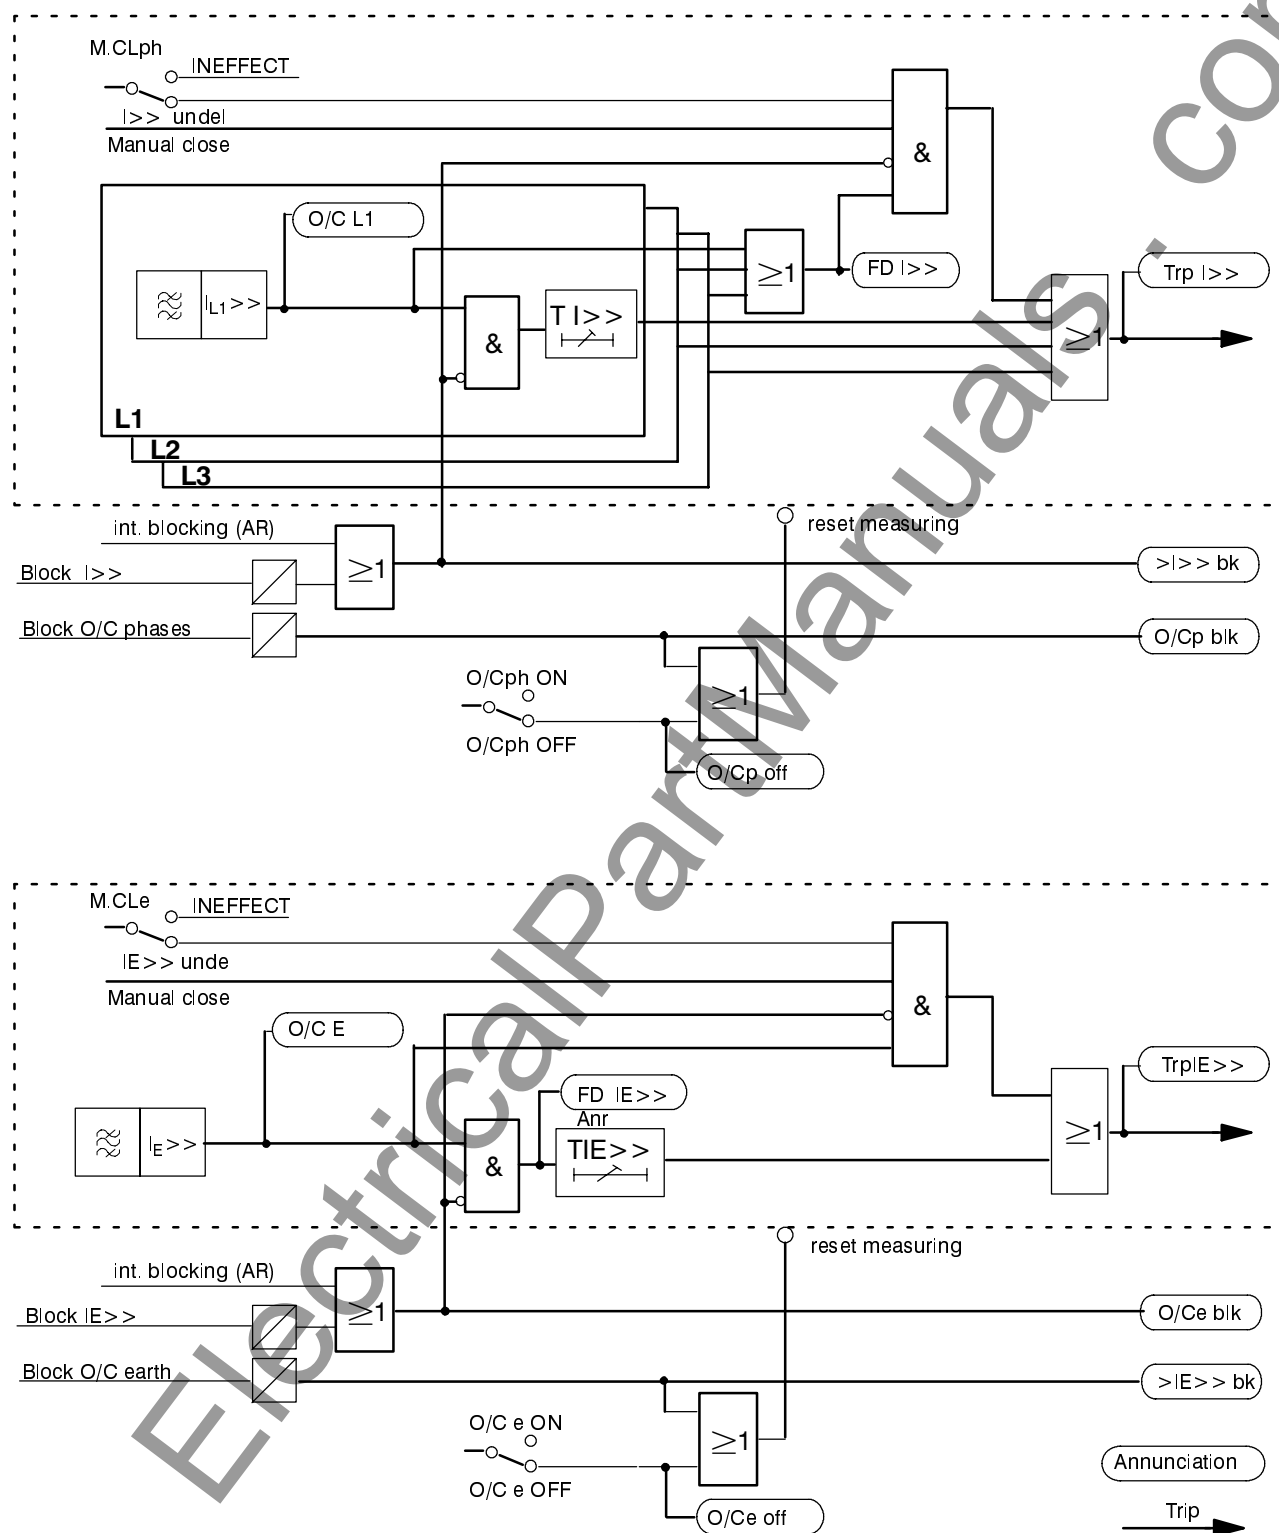 M.CLph
INEFFECT
I>> undel
Manual close
&
O/C L1
IL1>>
&
T I>>
≥1
FD I>>
Trp I>>
≥1
L1
L2
L3
int. blocking (AR)
reset measuring
Block I>>
≥1
>I>> bk
Block O/C phases
O/Cp blk
O/Cph ON
≥1
O/Cph OFF
O/Cp off
M.CLe
INEFFECT
IE>> unde
Manual close
&
O/C E
FD IE>>
Anr
TrpIE>>
IE>>
&
TIE>>
≥1
reset measuring
int. blocking (AR)
Block IE>>
≥1
O/Ce blk
Block O/C earth
>IE>> bk
O/C e ON
≥1
O/C e OFF
Annunciation
O/Ce off
Trip
ElectricalPartManuals . com